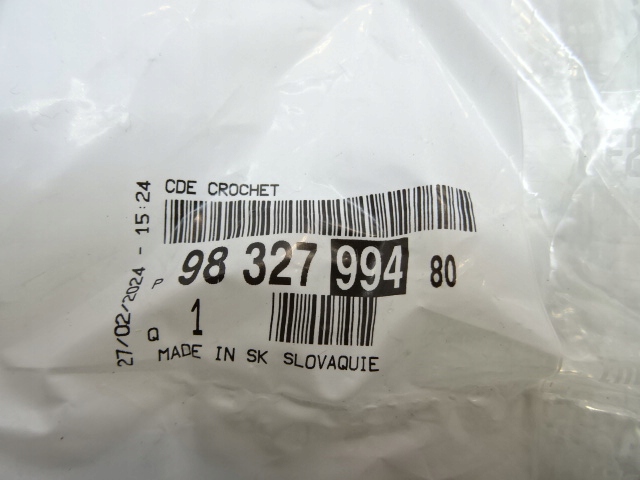 CDE CROCHET
P 98 327 994 80
Q 1
MADE IN SK SLOVAQUIE
27/02/2024 - 15:24